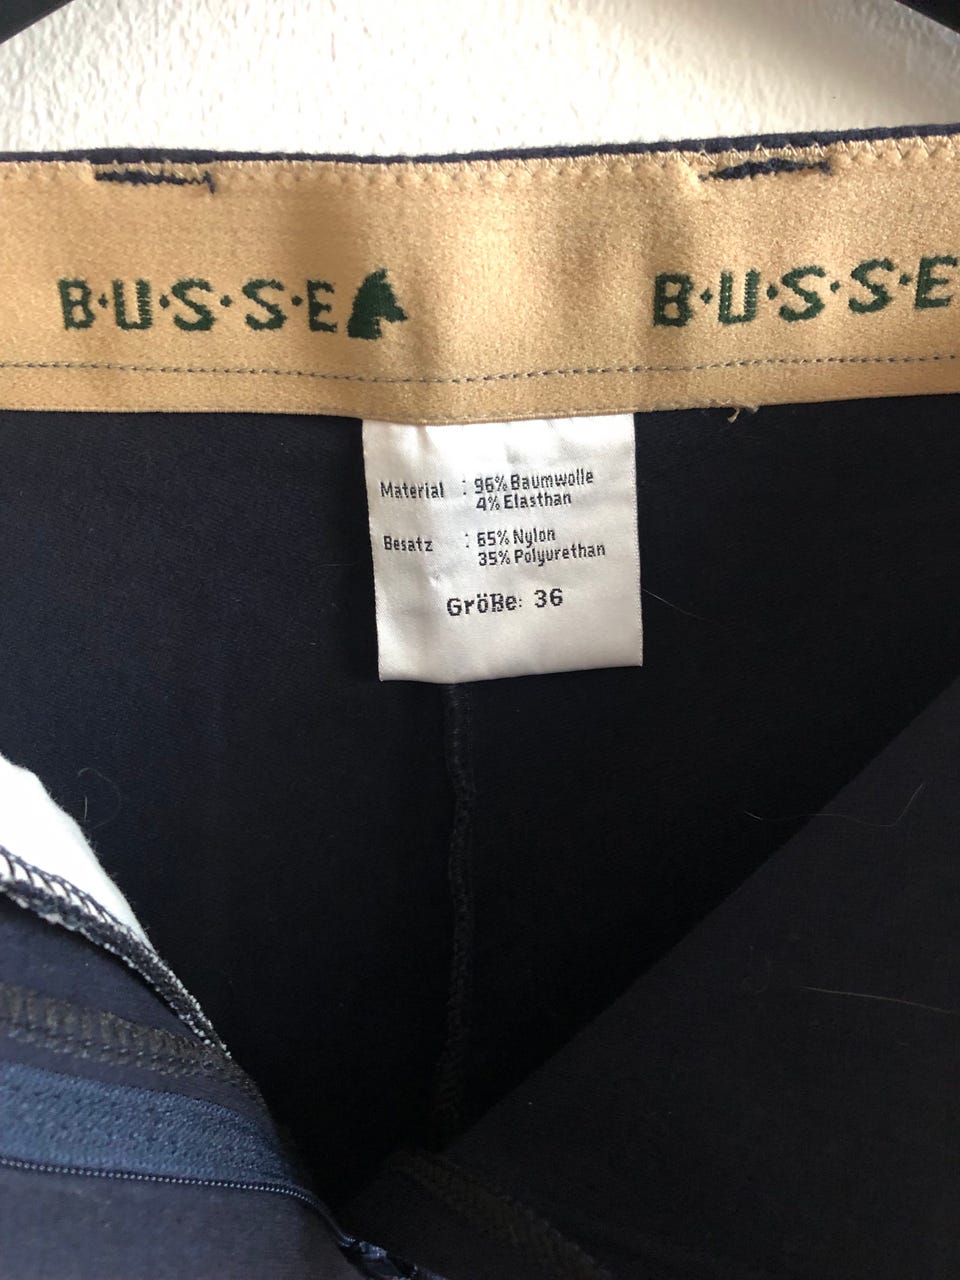 B·U·S·S·E B·U·S·S·E
Material : 96% Baumwolle
4% Elasthan
Besatz : 65% Nylon
35% Polyurethan
Größe: 36